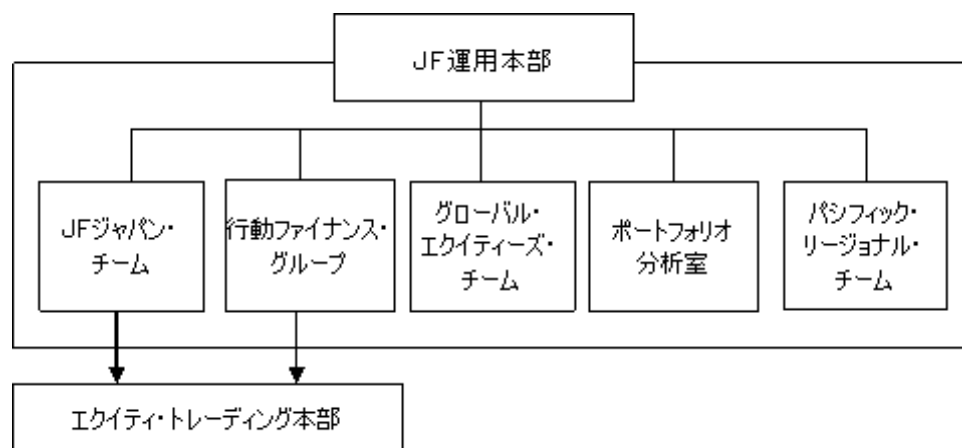 JF運用本部
JFジャパン・
チーム
行動ファイナンス・
グループ
グローバル・
エクイティーズ・
チーム
ポートフォリオ
分析室
パシフィック・
リージョナル・
チーム
エクイティ・トレーディング本部